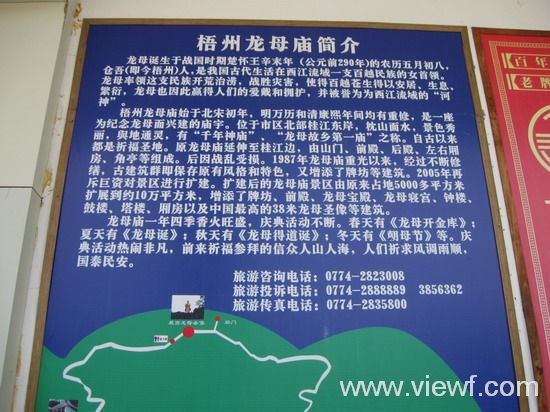 梧州龙母庙简介
龙母诞生于战国时期楚怀王辛未年（公元前290年)的农历五月初八，
仓吾(即今梧州)人,是我国古代生活在西江流域一支百越民族的女首领。
龙母率领这支民族开荒治涝，战胜灾害，使得百越苍生得以安居、生息、
繁衍，龙母也因此赢得人们的爱戴和拥护，并被誉为为西江流域的“河
神”。
梧州龙母庙始于北宋初年，明万历和清康熙年间均有重修，是一座
为纪念龙母而兴建的庙宇。位于市区北部桂江东岸，枕山面水，景色秀
丽，舆地通灵，有“千年神庙”、“龙母故乡第一庙”之称。自古以来
都是祈福圣地。原龙母庙延伸至桂江边，由山门、前殿、后殿、左右厢
房、角亭等组成。后因战乱受损。1987年龙母庙重光以来，经过不断修
缮，古建筑群即保存原有风格和特色，又增添了牌坊等建筑。2005年再
斥巨资对景区进行扩建。扩建后的龙母庙景区由原来占地5000多平方米
扩展到约10万平方米，增添了牌坊、前殿、龙母宝殿、龙母寝宫、钟楼、
鼓楼、塔楼、厢房以及中国最高的38米龙母圣像等建筑。
龙母庙一年四季香火旺盛，庆典活动不断。春天有《龙母开金库》；
夏天有《龙母诞》；秋天有《龙母得道诞》；冬天有《朝母节》等。庆
典活动热闹非凡，前来祈福参拜的信众人山人海，人们祈求风调雨顺，
国泰民安。
旅游咨询电话：0774-2823008
旅游投诉电话：0774-2888889 3856362
旅游传真电话：0774-2835800
百年
老牌
www.viewf.com